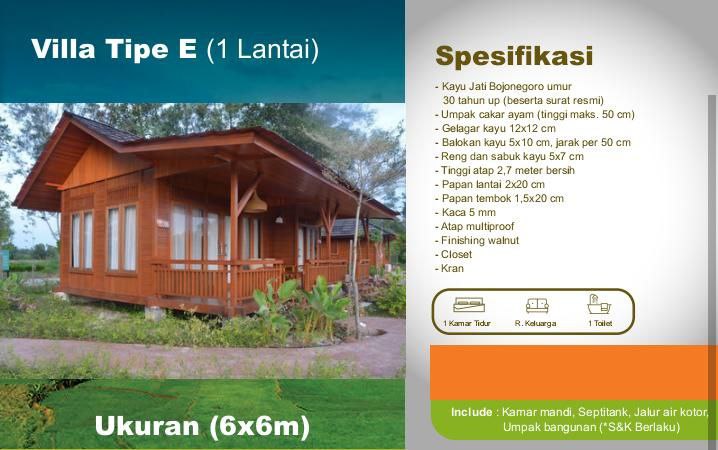 Villa Tipe E (1 Lantai)
Spesifikasi
- Kayu Jati Bojonegoro umur
30 tahun up (beserta surat resmi)
- Umpak cakar ayam (tinggi maks. 50 cm)
- Gelagar kayu 12x12 cm
- Balokan kayu 5x10 cm, jarak per 50 cm
- Reng dan sabuk kayu 5x7 cm
- Tinggi atap 2,7 meter bersih
- Papan lantai 2x20 cm
- Papan tembok 1,5x20 cm
- Kaca 5 mm
- Atap multiproof
- Finishing walnut
- Closet
- Kran
1 Kamar Tidur R. Keluarga 1 Toilet
Ukuran (6x6m)
Include : Kamar mandi, Septitank, Jalur air kotor,
Umpak bangunan (*S&K Berlaku)